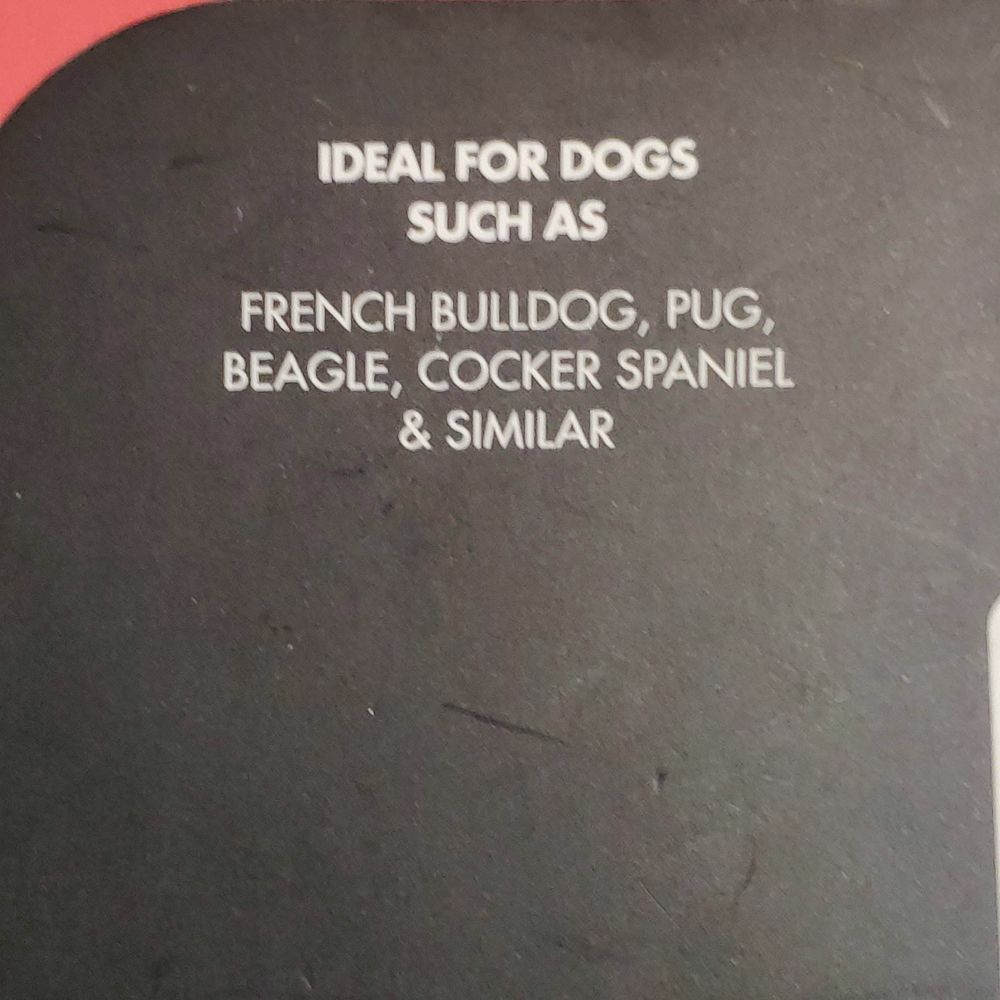 IDEAL FOR DOGS
SUCH AS
FRENCH BULLDOG, PUG,
BEAGLE, COCKER SPANIEL
& SIMILAR